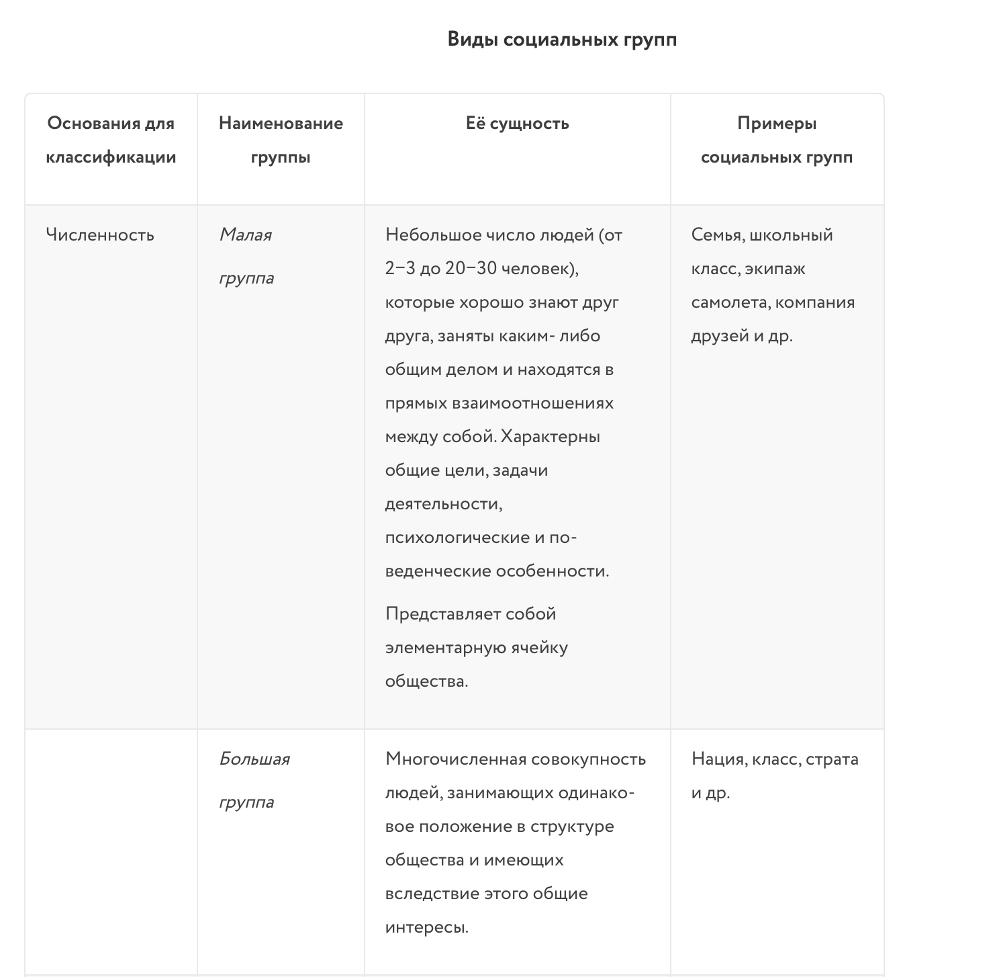 Виды социальных групп
Основания для
классификации
Наименование
группы
Её сущность
Примеры
социальных групп
Численность
Малая
группа
Небольшое число людей (от
2−3 до 20−30 человек),
которые хорошо знают друг
друга, заняты каким- либо
общим делом и находятся в
прямых взаимоотношениях
между собой. Характерны
общие цели, задачи
деятельности,
психологические и по-
веденческие особенности.
Представляет собой
элементарную ячейку
общества.
Семья, школьный
класс, экипаж
самолета, компания
друзей и др.
Большая
группа
Многочисленная совокупность
людей, занимающих одинако-
вое положение в структуре
общества и имеющих
вследствие этого общие
интересы.
Нация, класс, страта
и др.